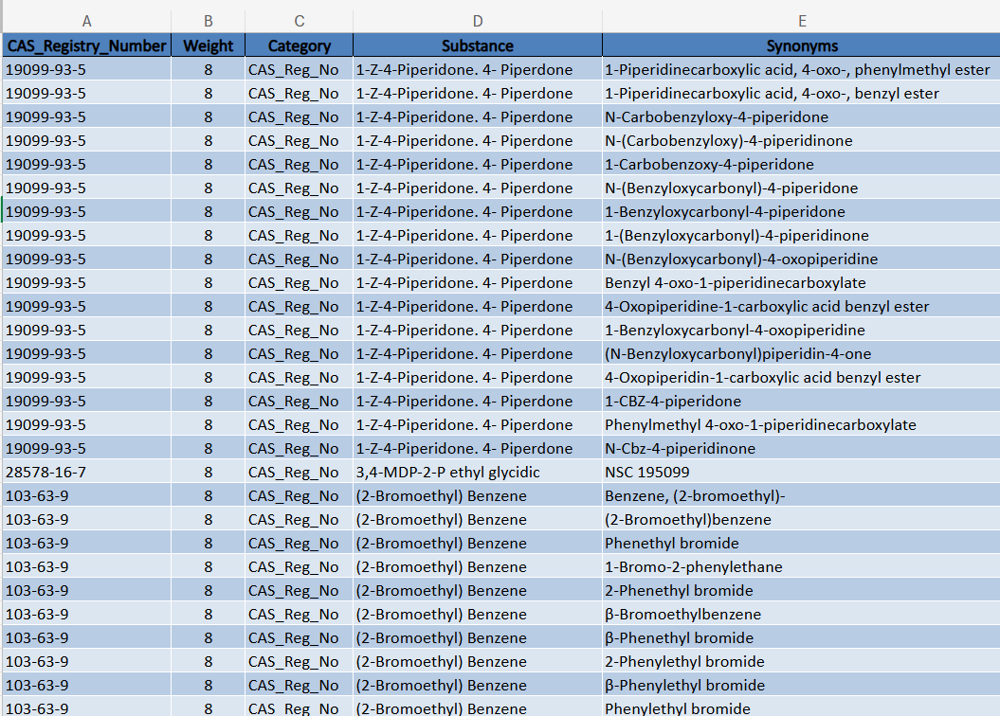 A B C D E
CAS_Registry_Number Weight Category Substance Synonyms
19099-93-5 8 CAS_Reg_No 1-Z-4-Piperidone. 4- Piperdone 1-Piperidinecarboxylic acid, 4-oxo-, phenylmethyl ester
19099-93-5 8 CAS_Reg_No 1-Z-4-Piperidone. 4- Piperdone 1-Piperidinecarboxylic acid, 4-oxo-, benzyl ester
19099-93-5 8 CAS_Reg_No 1-Z-4-Piperidone. 4- Piperdone N-Carbobenzyloxy-4-piperidone
19099-93-5 8 CAS_Reg_No 1-Z-4-Piperidone. 4- Piperdone N-(Carbobenzyloxy)-4-piperidinone
19099-93-5 8 CAS_Reg_No 1-Z-4-Piperidone. 4- Piperdone 1-Carbobenzoxy-4-piperidone
19099-93-5 8 CAS_Reg_No 1-Z-4-Piperidone. 4- Piperdone N-(Benzyloxycarbonyl)-4-piperidone
19099-93-5 8 CAS_Reg_No 1-Z-4-Piperidone. 4- Piperdone 1-Benzyloxycarbonyl-4-piperidone
19099-93-5 8 CAS_Reg_No 1-Z-4-Piperidone. 4- Piperdone 1-(Benzyloxycarbonyl)-4-piperidinone
19099-93-5 8 CAS_Reg_No 1-Z-4-Piperidone. 4- Piperdone N-(Benzyloxycarbonyl)-4-oxopiperidine
19099-93-5 8 CAS_Reg_No 1-Z-4-Piperidone. 4- Piperdone Benzyl 4-oxo-1-piperidinecarboxylate
19099-93-5 8 CAS_Reg_No 1-Z-4-Piperidone. 4- Piperdone 4-Oxopiperidine-1-carboxylic acid benzyl ester
19099-93-5 8 CAS_Reg_No 1-Z-4-Piperidone. 4- Piperdone 1-Benzyloxycarbonyl-4-oxopiperidine
19099-93-5 8 CAS_Reg_No 1-Z-4-Piperidone. 4- Piperdone (N-Benzyloxycarbonyl)piperidin-4-one
19099-93-5 8 CAS_Reg_No 1-Z-4-Piperidone. 4- Piperdone 4-Oxopiperidin-1-carboxylic acid benzyl ester
19099-93-5 8 CAS_Reg_No 1-Z-4-Piperidone. 4- Piperdone 1-CBZ-4-piperidone
19099-93-5 8 CAS_Reg_No 1-Z-4-Piperidone. 4- Piperdone Phenylmethyl 4-oxo-1-piperidinecarboxylate
19099-93-5 8 CAS_Reg_No 1-Z-4-Piperidone. 4- Piperdone N-Cbz-4-piperidinone
28578-16-7 8 CAS_Reg_No 3,4-MDP-2-P ethyl glycidic NSC 195099
103-63-9 8 CAS_Reg_No (2-Bromoethyl) Benzene Benzene, (2-bromoethyl)-
103-63-9 8 CAS_Reg_No (2-Bromoethyl) Benzene (2-Bromoethyl)benzene
103-63-9 8 CAS_Reg_No (2-Bromoethyl) Benzene Phenethyl bromide
103-63-9 8 CAS_Reg_No (2-Bromoethyl) Benzene 1-Bromo-2-phenylethane
103-63-9 8 CAS_Reg_No (2-Bromoethyl) Benzene 2-Phenethyl bromide
103-63-9 8 CAS_Reg_No (2-Bromoethyl) Benzene β-Bromoethylbenzene
103-63-9 8 CAS_Reg_No (2-Bromoethyl) Benzene β-Phenethyl bromide
103-63-9 8 CAS_Reg_No (2-Bromoethyl) Benzene 2-Phenylethyl bromide
103-63-9 8 CAS_Reg_No (2-Bromoethyl) Benzene β-Phenylethyl bromide
103-63-9 8 CAS_Reg_No (2-Bromoethyl) Benzene Phenylethyl bromide